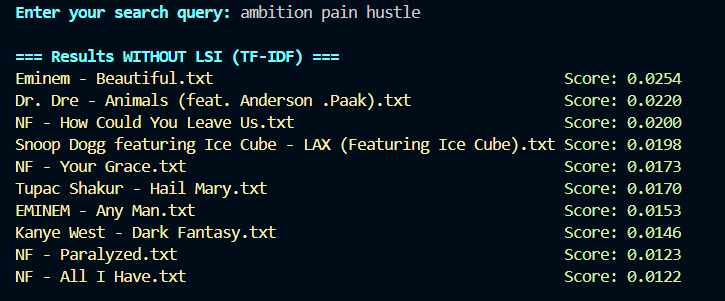 Enter your search query: ambition pain hustle
=== Results WITHOUT LSI (TF-IDF) ===
Eminem - Beautiful.txt Score: 0.0254
Dr. Dre - Animals (feat. Anderson .Paak).txt Score: 0.0220
NF - How Could You Leave Us.txt Score: 0.0200
Snoop Dogg featuring Ice Cube - LAX (Featuring Ice Cube).txt Score: 0.0198
NF - Your Grace.txt Score: 0.0173
Tupac Shakur - Hail Mary.txt Score: 0.0170
EMINEM - Any Man.txt Score: 0.0153
Kanye West - Dark Fantasy.txt Score: 0.0146
NF - Paralyzed.txt Score: 0.0123
NF - All I Have.txt Score: 0.0122